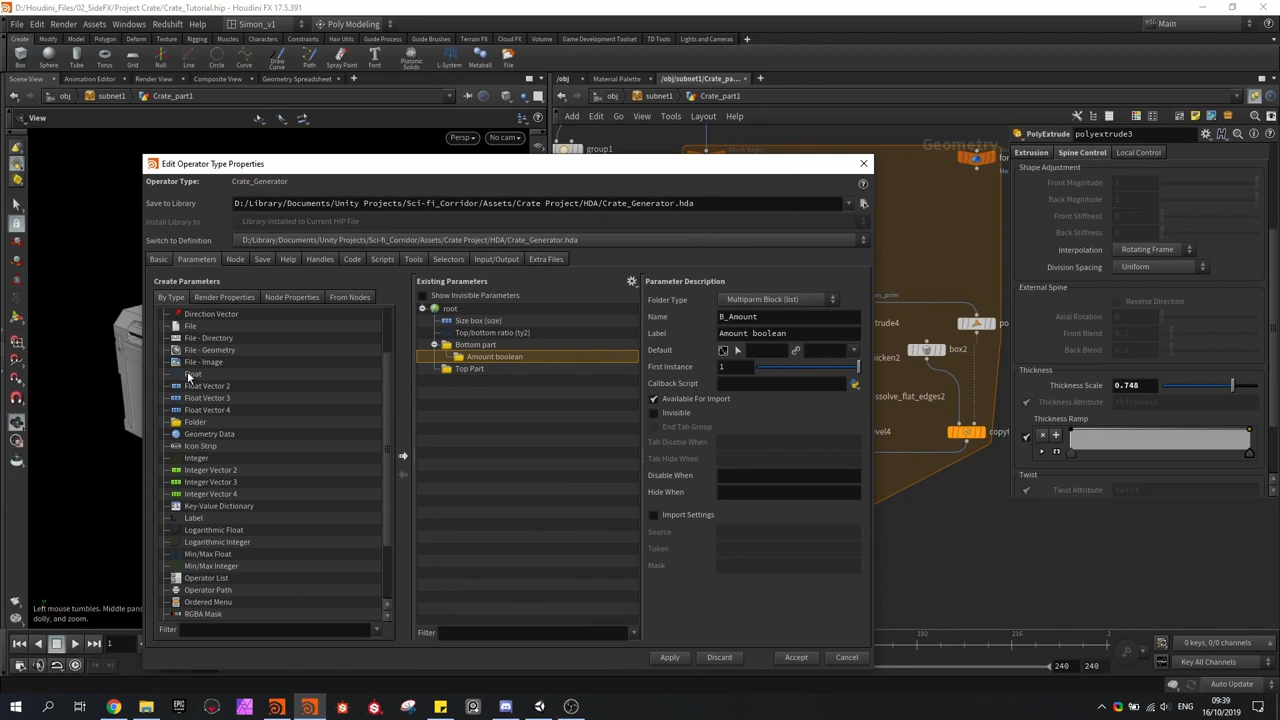 D:/Houdini_Files/02_SideFX/Project Crate/Crate_Tutorial.hip - Houdini FX 17.5.391
File Edit Render Assets Windows Redshift Help Simon_v1 Poly Modeling Main
Create Modify Model Polygon Deform Texture Rigging Muscles Characters Constraints Hair Utils Guide Process Guide Brushes Terrain FX Cloud FX Volume Game Development Toolset TD Tools Lights and Cameras
Box Sphere Tube Torus Grid Null Line Circle Curve Draw Curve Path Spray Paint Font Platonic Solids L-System Metaball File
Scene View Animation Editor Render View Composite View Geometry Spreadsheet /obj Material Palette /obj/subnet1/Crate_pa...
obj subnet1 Crate_part1 obj subnet1 Crate_part1
View Add Edit Go View Tools Layout Help
Persp No cam Geometry PolyExtrude polyextrude3
group1 Block Begin
Extrusion Spine Control Local Control
Edit Operator Type Properties
Operator Type: Crate_Generator
Save to Library D:/Library/Documents/Unity Projects/Sci-fi_Corridor/Assets/Crate Project/HDA/Crate_Generator.hda
Install Library to Library installed to Current HIP File
Switch to Definition D:/Library/Documents/Unity Projects/Sci-fi_Corridor/Assets/Crate Project/HDA/Crate_Generator.hda
Basic Parameters Node Save Help Handles Code Scripts Tools Selectors Input/Output Extra Files
Create Parameters
By Type Render Properties Node Properties From Nodes
Direction Vector
File
File - Directory
File - Geometry
File - Image
Float
Float Vector 2
Float Vector 3
Float Vector 4
Folder
Geometry Data
Icon Strip
Integer
Integer Vector 2
Integer Vector 3
Integer Vector 4
Key-Value Dictionary
Label
Logarithmic Float
Logarithmic Integer
Min/Max Float
Min/Max Integer
Operator List
Operator Path
Ordered Menu
RGBA Mask
Filter
Existing Parameters
Show Invisible Parameters
root
Size box (size)
Top/bottom ratio (ty2)
Bottom part
Amount boolean
Top Part
Filter
Parameter Description
Folder Type Multiparm Block (list)
Name B_Amount
Label Amount boolean
Default
First Instance 1
Callback Script
Available For Import
Invisible
End Tab Group
Tab Disable When
Tab Hide When
Disable When
Hide When
Import Settings
Source
Token
Mask
Apply Discard Accept Cancel
box2
Shape Adjustment
Front Magnitude 1
Back Magnitude 1
Front Stiffness
Back Stiffness
Interpolation Rotating Frame
Division Spacing Uniform
External Spine
Reverse Direction
Axial Rotation
Front Blend
Back Blend
Thickness
Thickness Scale 0.748
Thickness Attribute thickness
Thickness Ramp
Twist
Twist Attribute twist
Left mouse tumbles. Middle pans
dolly, and zoom.
1 192 216 2
240 240
0 keys, 0/0 channels
Key All Channels
Auto Update
09:39
16/10/2019